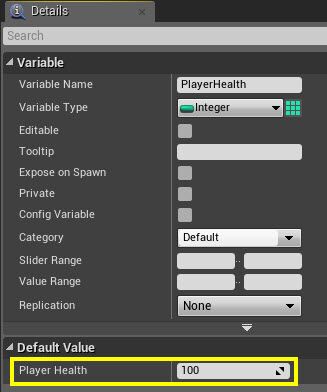 Details
Search
Variable
Variable Name PlayerHealth
Variable Type Integer
Editable
Tooltip
Expose on Spawn
Private
Config Variable
Category Default
Slider Range ..
Value Range ..
Replication None
Default Value
Player Health 100